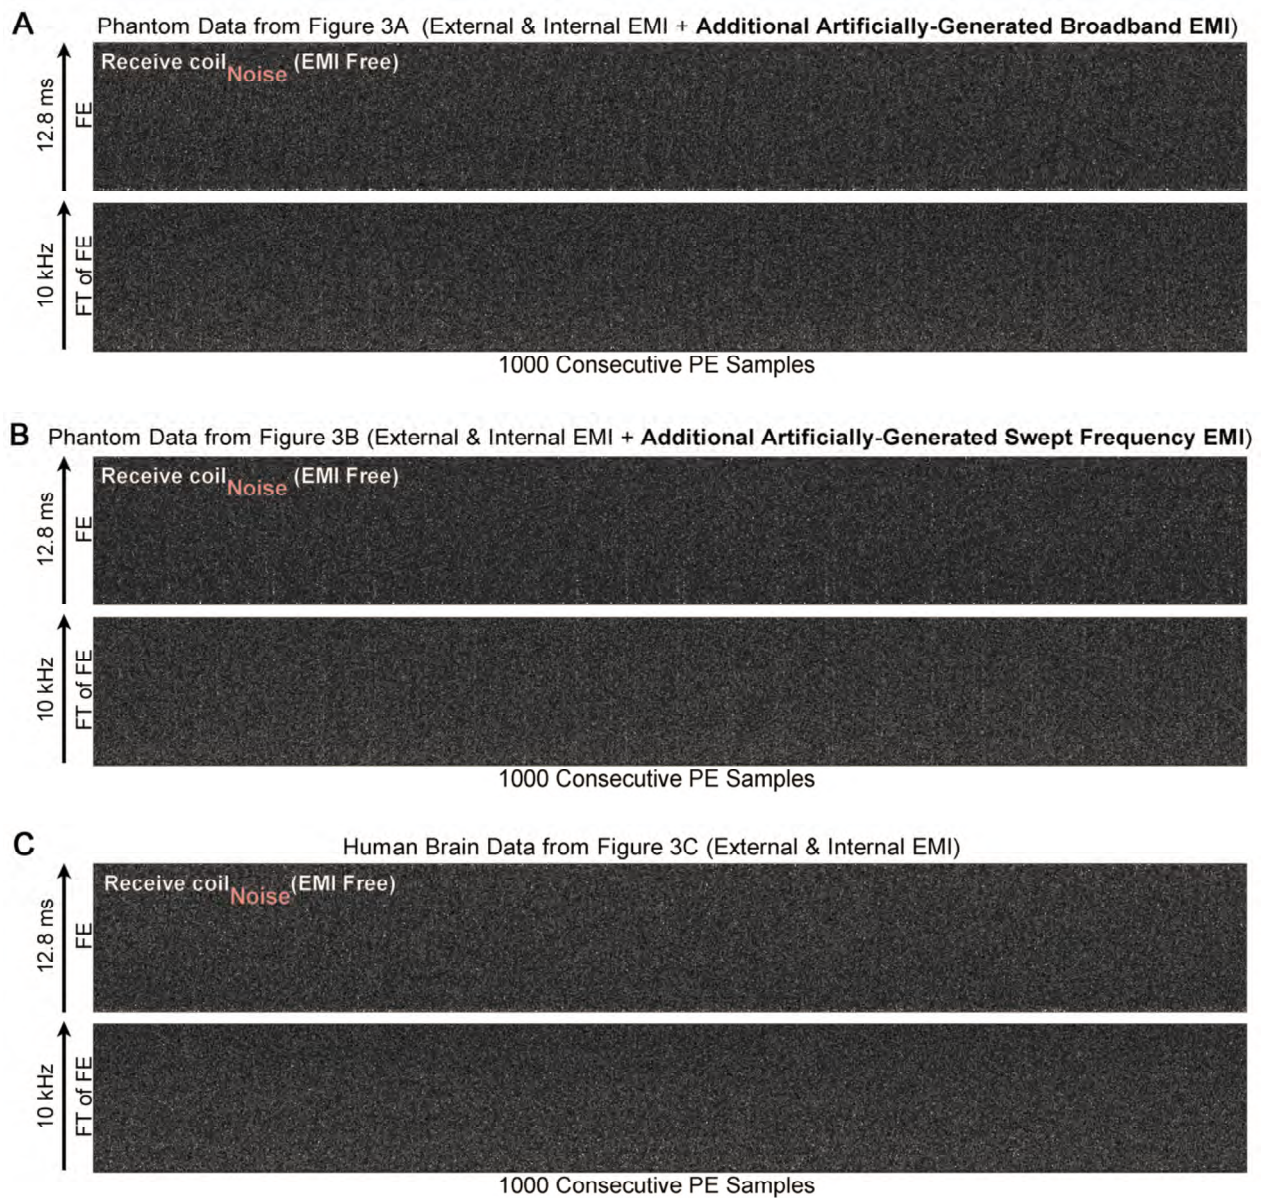 A Phantom Data from Figure 3A (External & Internal EMI + Additional Artificially-Generated Broadband EMI)
Receive coil Noise (EMI Free)
12.8 ms
FE
10 kHz
FT of FE
1000 Consecutive PE Samples
B Phantom Data from Figure 3B (External & Internal EMI + Additional Artificially-Generated Swept Frequency EMI)
Receive coil Noise (EMI Free)
12.8 ms
FE
10 kHz
FT of FE
1000 Consecutive PE Samples
C Human Brain Data from Figure 3C (External & Internal EMI)
Receive coil Noise (EMI Free)
12.8 ms
FE
10 kHz
FT of FE
1000 Consecutive PE Samples